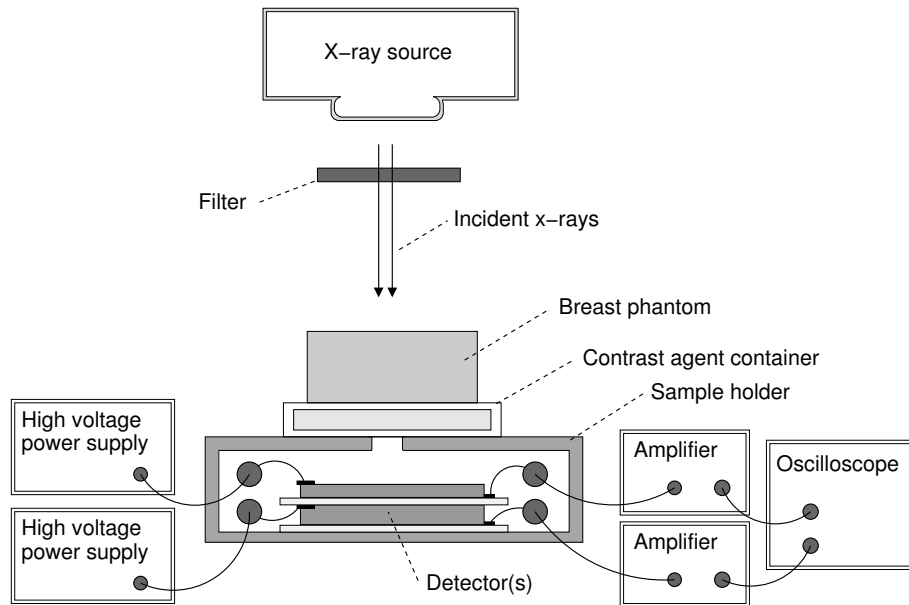 X−ray source
Filter
Incident x−rays
Breast phantom
Contrast agent container
Sample holder
High voltage
power supply
High voltage
power supply
Amplifier
Amplifier
Oscilloscope
Detector(s)